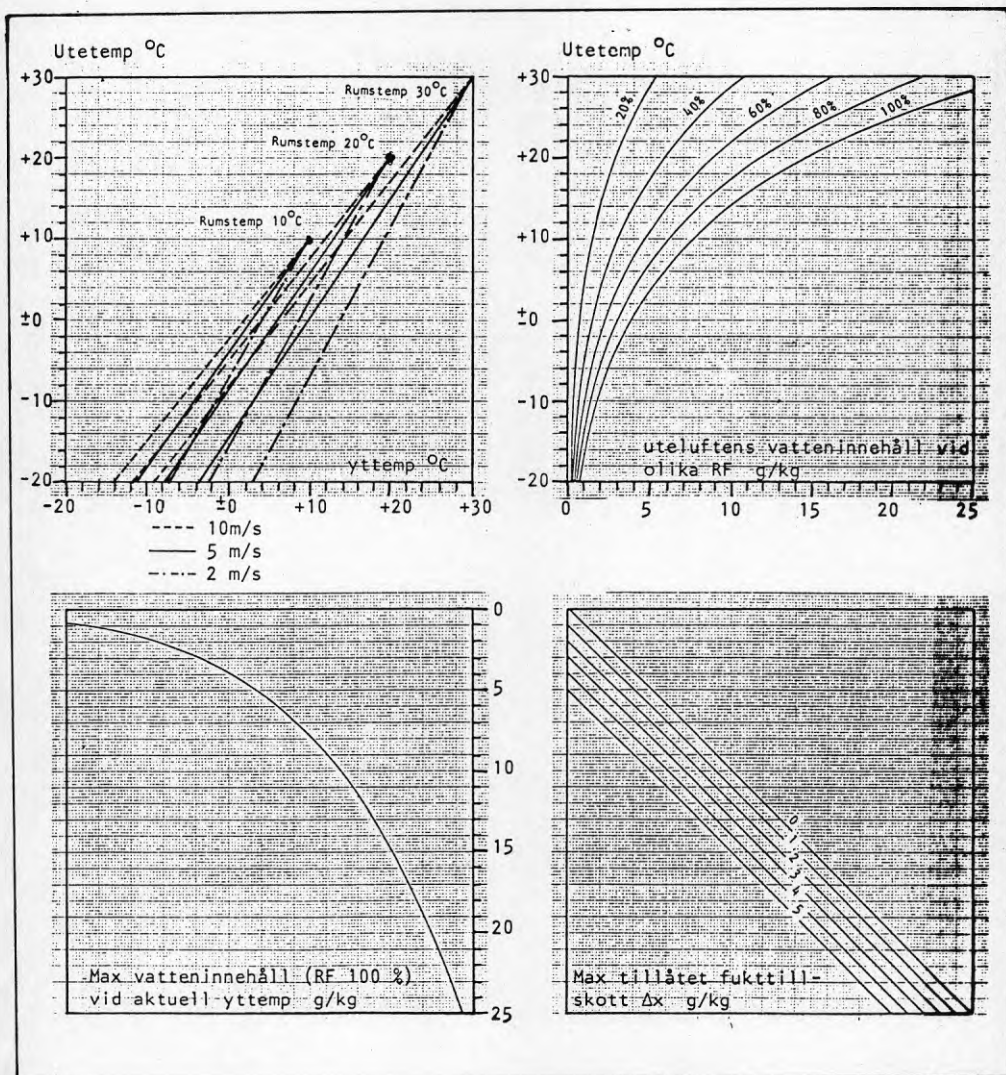 Utetemp °C
+30
Rumstemp 30°C
Rumstemp 20°C
Rumstemp 10°C
+20
+10
±0
-10
-20
yttemp °C
-20 -10 ±0 +10 +20 +30
---- 10m/s
—— 5 m/s
—·—·- 2 m/s
Utetemp °C
+30
20% 40% 60% 80% 100%
+20
+10
±0
-10
-20
uteluftens vatteninnehåll vid
olika RF g/kg
0 5 10 15 20 25
0
5
10
15
20
25
Max vatteninnehåll (RF 100 %)
vid aktuell yttemp g/kg
0
1
2
3
4
5
Max tillåtet fukttill-
skott Δx g/kg